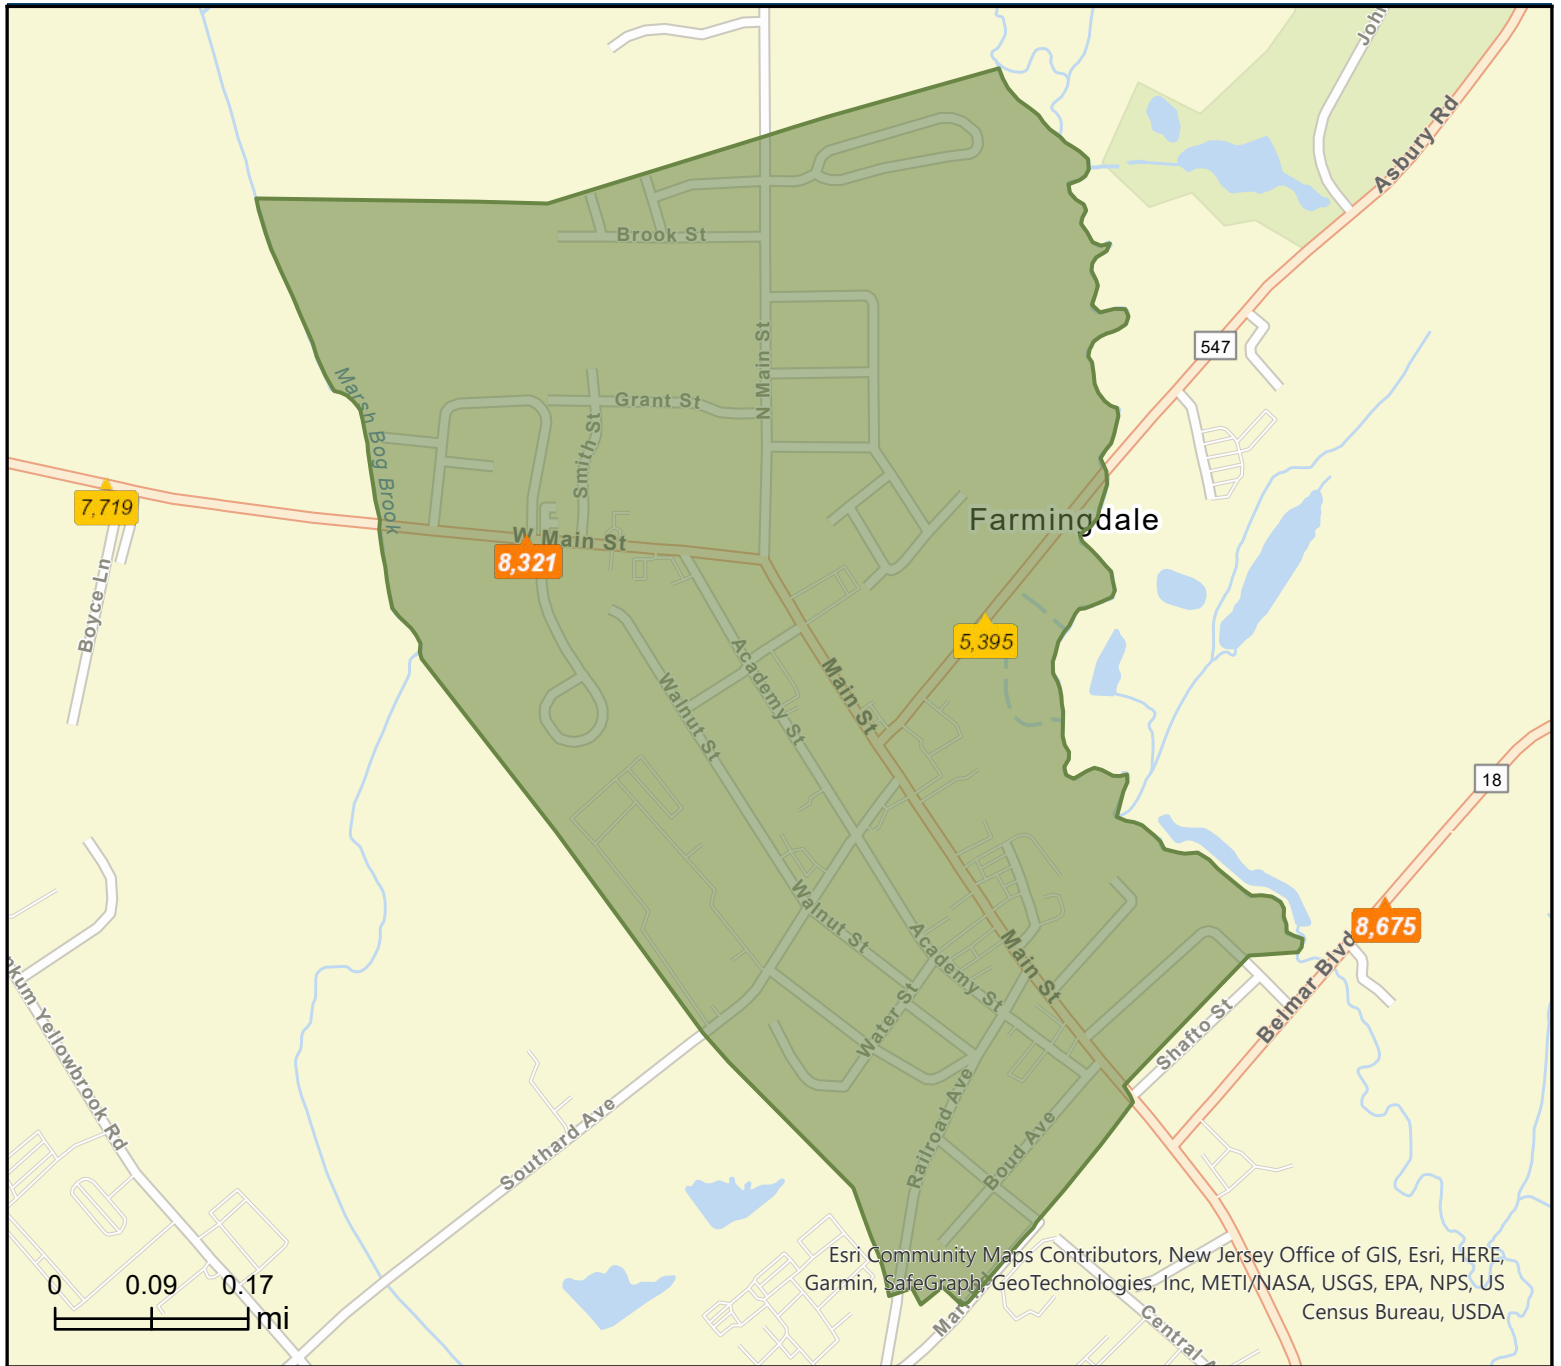 John
Asbury Rd
Brook St
547
N Main St
Marsh Bog Brook
Grant St
Smith St
7,719
W Main St
8,321
Farmingdale
Boyce Ln
5,395
Academy St
Main St
Walnut St
18
Walnut St
Academy St
Main St
8,675
Belmar Blvd
Water St
Shafto St
nkum Yellowbrook Rd
Southard Ave
Railroad Ave
Boud Ave
Esri Community Maps Contributors, New Jersey Office of GIS, Esri, HERE,
Garmin, SafeGraph, GeoTechnologies, Inc, METI/NASA, USGS, EPA, NPS, US
Census Bureau, USDA
0 0.09 0.17
mi
Central A